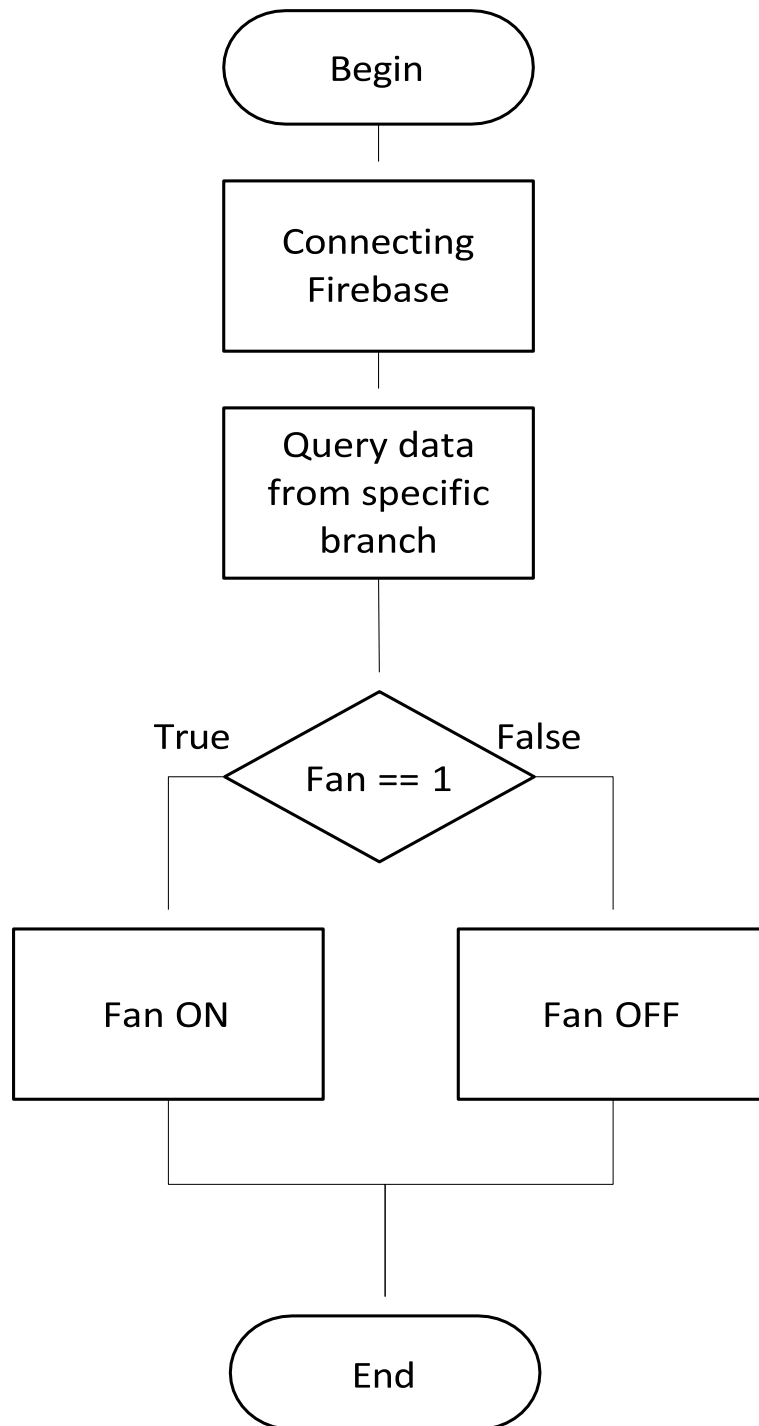 Begin
Connecting
Firebase
Query data
from specific
branch
True
False
Fan == 1
Fan ON
Fan OFF
End